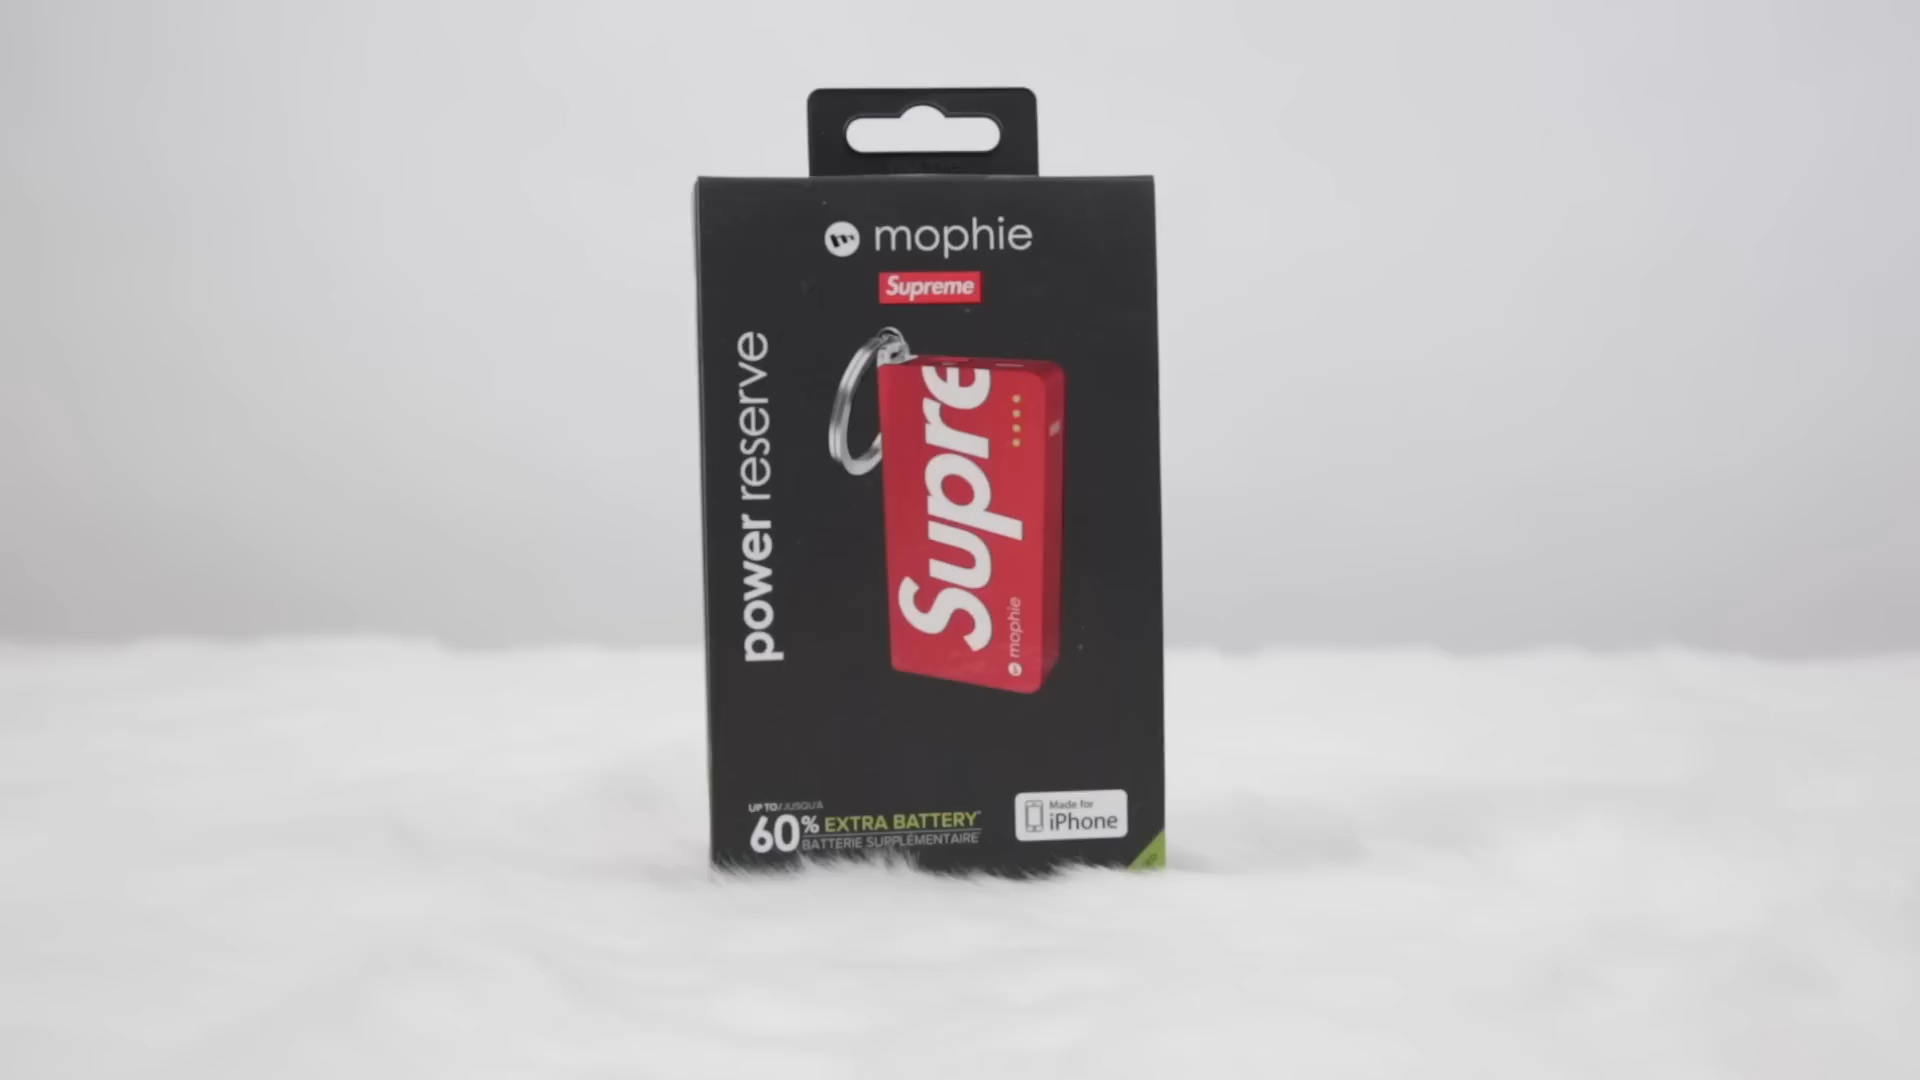 mophie
Supreme
power reserve
Supre
mophie
UP TO/JUSQU'À
60% EXTRA BATTERY*
BATTERIE SUPPLÉMENTAIRE
Made for
iPhone